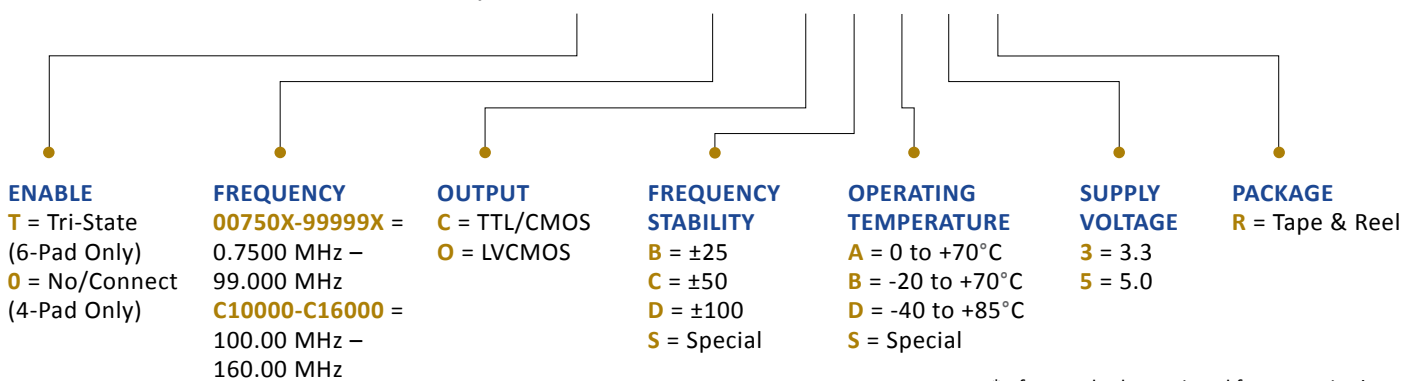 ENABLE
T = Tri-State
(6-Pad Only)
0 = No/Connect
(4-Pad Only)
FREQUENCY
00750X-99999X =
0.7500 MHz –
99.000 MHz
C10000-C16000 =
100.00 MHz –
160.00 MHz
OUTPUT
C = TTL/CMOS
O = LVCMOS
FREQUENCY
STABILITY
B = ±25
C = ±50
D = ±100
S = Special
OPERATING
TEMPERATURE
A = 0 to +70°C
B = -20 to +70°C
D = -40 to +85°C
S = Special
SUPPLY
VOLTAGE
3 = 3.3
5 = 5.0
PACKAGE
R = Tape & Reel